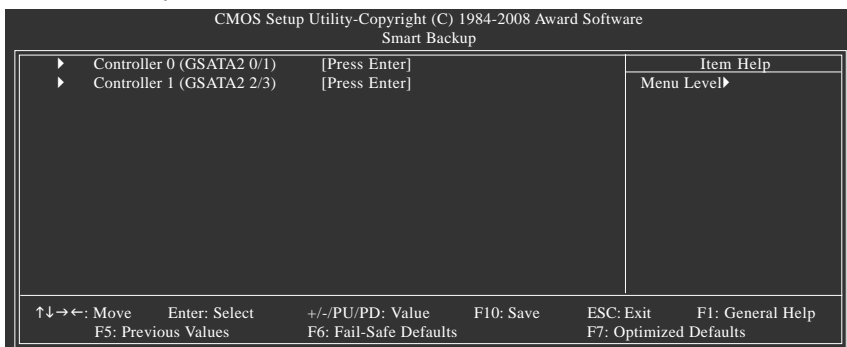 CMOS Setup Utility-Copyright (C) 1984-2008 Award Software
Smart Backup
Controller 0 (GSATA2 0/1) [Press Enter] Item Help
Controller 1 (GSATA2 2/3) [Press Enter] Menu Level
↑↓→←: Move Enter: Select +/-/PU/PD: Value F10: Save ESC: Exit F1: General Help
F5: Previous Values F6: Fail-Safe Defaults F7: Optimized Defaults